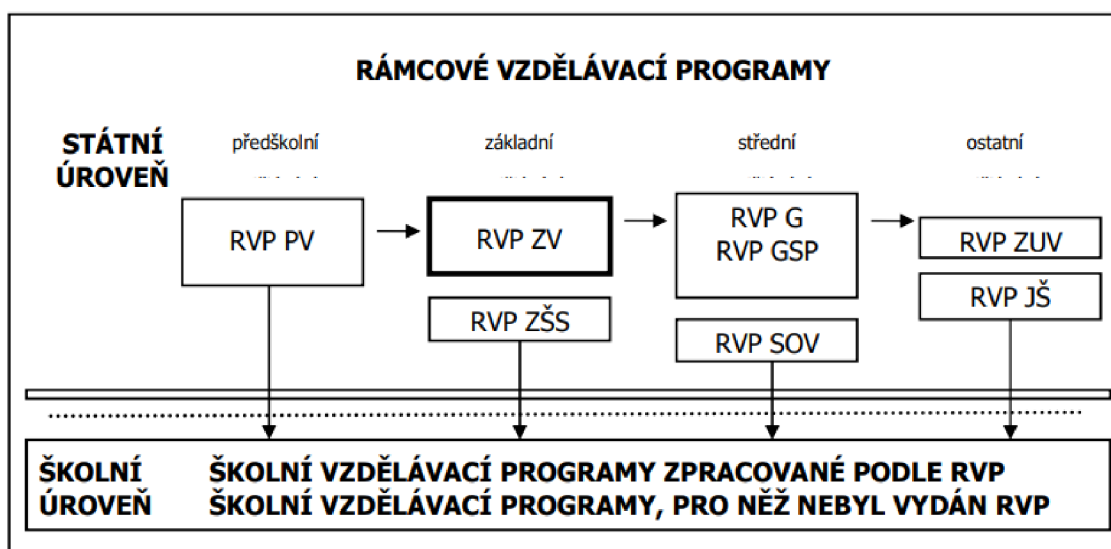 RÁMCOVÉ VZDĚLÁVACÍ PROGRAMY
STÁTNÍ
ÚROVEŇ
předškolní
základní
střední
ostatní
RVP PV
RVP ZV
RVP G
RVP GSP
RVP ZUV
RVP ZŠS
RVP JŠ
RVP SOV
ŠKOLNÍ ŠKOLNÍ VZDĚLÁVACÍ PROGRAMY ZPRACOVANÉ PODLE RVP
ÚROVEŇ ŠKOLNÍ VZDĚLÁVACÍ PROGRAMY, PRO NĚŽ NEBYL VYDÁN RVP